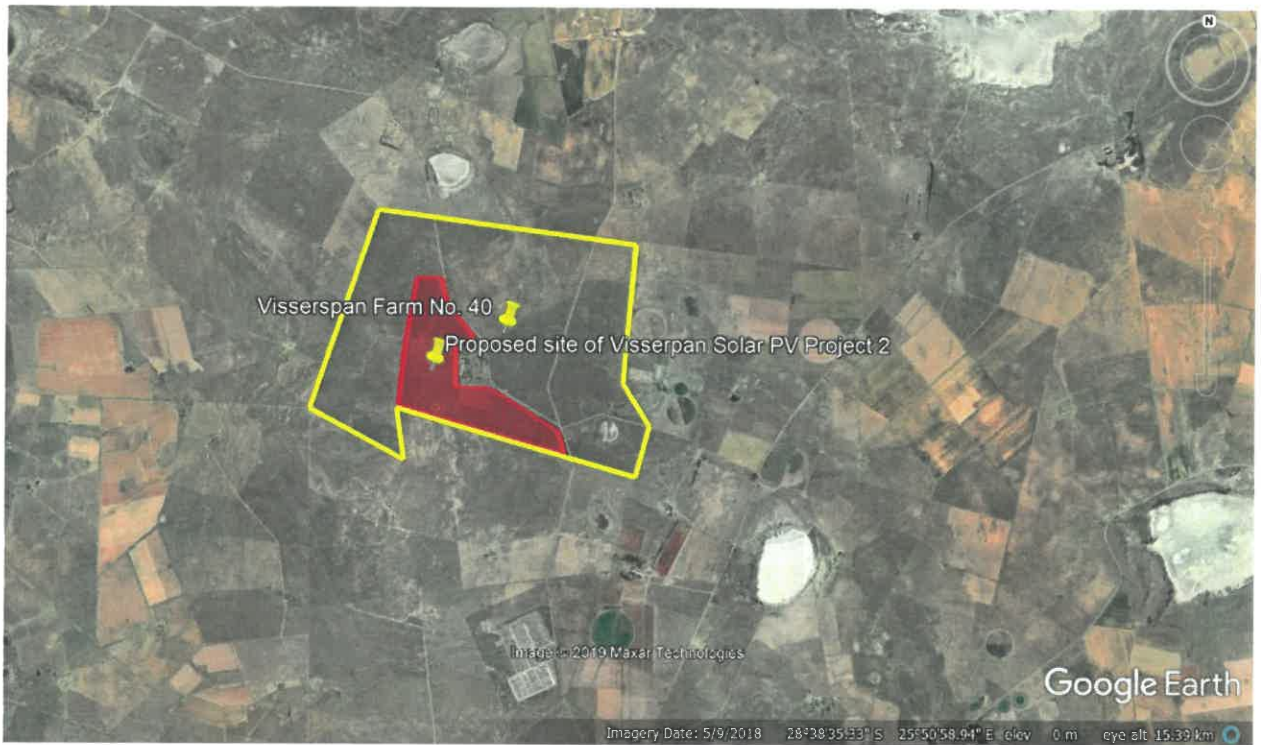 N
Visserspan Farm No. 40
Proposed site of Visserpan Solar PV Project 2
Image © 2019 Maxar Technologies
Google Earth
Imagery Date: 5/9/2018 28°38'35.33" S 25°50'58.94" E elev 0 m eye alt 15.39 km